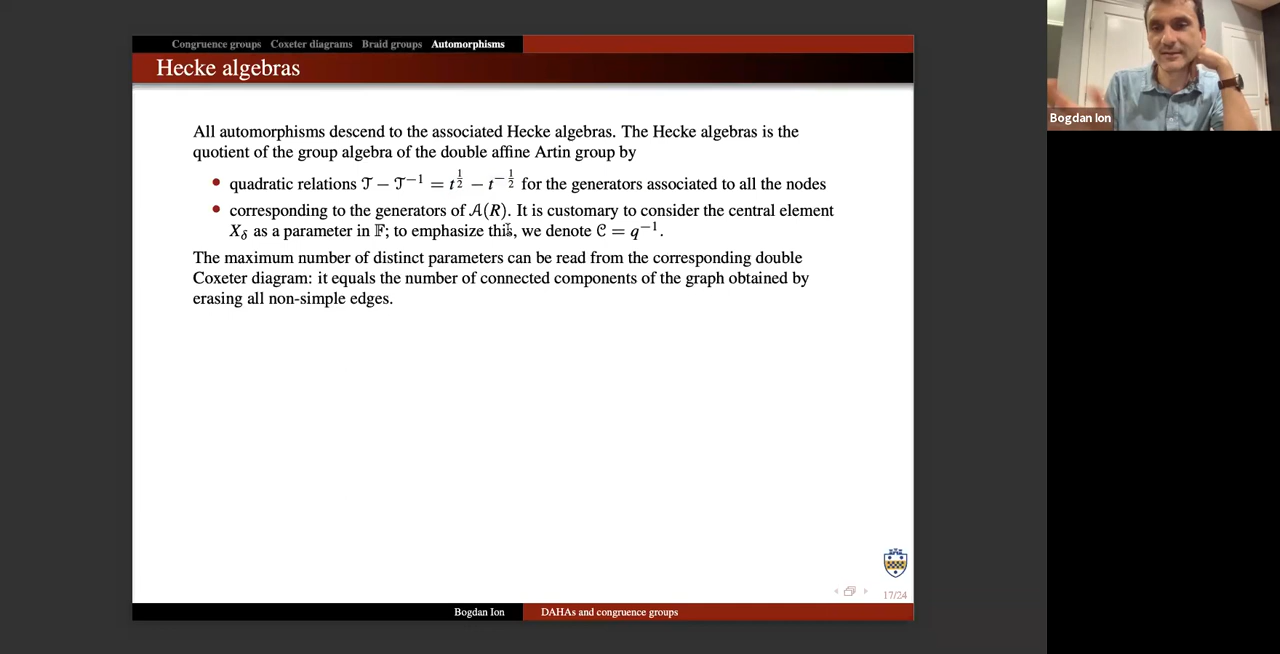 Congruence groups Coxeter diagrams Braid groups Automorphisms
Hecke algebras
All automorphisms descend to the associated Hecke algebras. The Hecke algebras is the
quotient of the group algebra of the double affine Artin group by
• quadratic relations 𝒯 − 𝒯⁻¹ = t^{1/2} − t^{−1/2} for the generators associated to all the nodes
• corresponding to the generators of 𝒜(R). It is customary to consider the central element
X_δ as a parameter in 𝔽; to emphasize this, we denote 𝒞 = q⁻¹.
The maximum number of distinct parameters can be read from the corresponding double
Coxeter diagram: it equals the number of connected components of the graph obtained by
erasing all non-simple edges.
17/24
Bogdan Ion DAHAs and congruence groups
Bogdan Ion